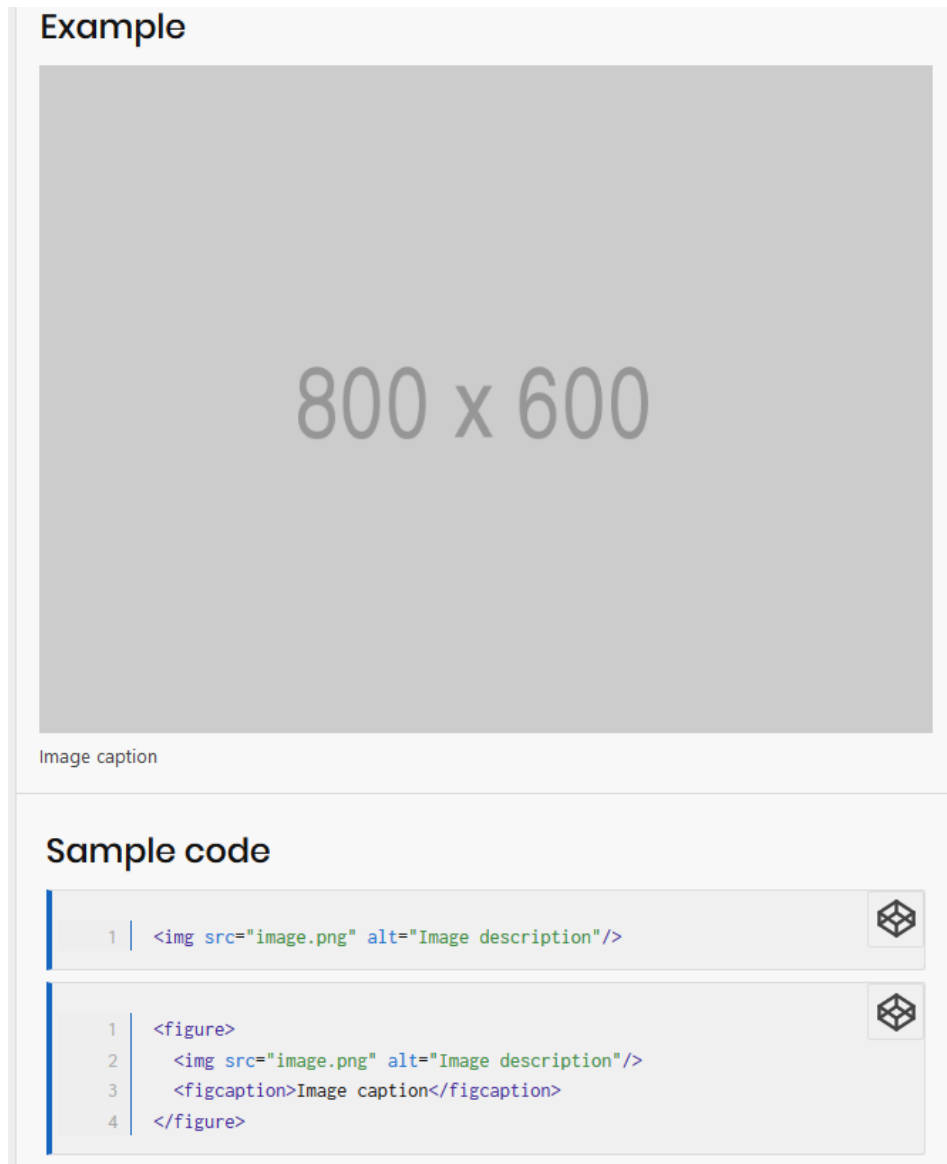 Example
800 x 600
Image caption
Sample code
1 <img src="image.png" alt="Image description"/>
1 <figure>
2 <img src="image.png" alt="Image description"/>
3 <figcaption>Image caption</figcaption>
4 </figure>